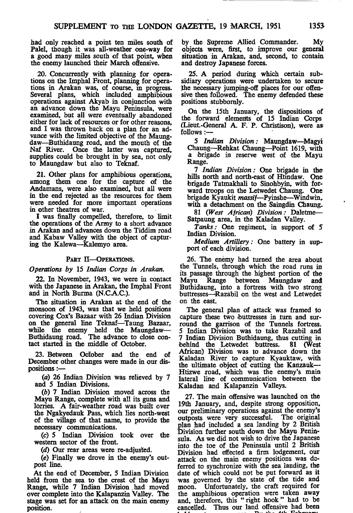 SUPPLEMENT TO THE LONDON GAZETTE, 19 MARCH, 1951 1353
had only reached a point ten miles south of
Palel, though it was all-weather one-way for
a good many miles south of that point, when
the enemy launched their March offensive.
20. Concurrently with planning for opera-
tions on the Imphal Front, planning for opera-
tions in Arakan was, of course, in progress.
Several plans, which included amphibious
operations against Akyab in conjunction with
an advance down the Mayu Peninsula, were
examined, but all were eventually abandoned
either for lack of resources or for other reasons,
and I was thrown back on a plan for an ad-
vance with the limited objective of the Maung-
daw—Buthidaung road, and the mouth of the
Naf River. Once the latter was captured,
supplies could be brought in by sea, not only
to Maungdaw but also to Teknaf.
21. Other plans for amphibious operations,
among them one for the capture of the
Andamans, were also examined, but all were
in the end rejected as the resources for them
were needed for more important operations
in other theatres of war.
I was finally compelled, therefore, to limit
the operations of the Army to a short advance
in Arakan and advances down the Tiddim road
and Kabaw Valley with the object of captur-
ing the Kalewa—Kalemyo area.
PART II—OPERATIONS.
Operations by 15 Indian Corps in Arakan.
22. In November, 1943, we were in contact
with the Japanese in Arakan, the Imphal Front
and in North Burma (N.C.A.C.).
The situation in Arakan at the end of the
monsoon of 1943, was that we held positions
covering Cox's Bazar with 26 Indian Division
on the general line Teknaf—Taung Bazaar,
while the enemy held the Maungdaw—
Buthidaung road. The advance to close con-
tact started in the middle of October.
23. Between October and the end of
December other changes were made in our dis-
positions :—
(a) 26 Indian Division was relieved by 7
and 5 Indian Divisions.
(b) 7 Indian Division moved across the
Mayu Range, complete with all its guns and
lorries. A fair-weather road was built over
the Ngakyedauk Pass, which lies north-west
of the village of that name, to provide the
necessary communications.
(c) 5 Indian Division took over the
western sector of the front.
(d) Our rear areas were re-adjusted.
(e) Finally we drove in the enemy's out-
post line.
At the end of December, 5 Indian Division
held from the sea to the crest of the Mayu
Range, while 7 Indian Division had moved
over complete into the Kalapanzin Valley. The
stage was set for an attack on the main enemy
position.
by the Supreme Allied Commander. My
objects were, first, to improve our general
situation in Arakan, and, second, to contain
and destroy Japanese forces.
25. A period during which certain sub-
sidiary operations were undertaken to secure
the necessary jumping-off places for our offen-
sive then followed. The enemy defended these
positions stubbornly.
On the 15th January, the dispositions of
the forward elements of 15 Indian Corps
(Lieut.-General A. F. P. Christison), were as
follows :—
5 Indian Division : Maungdaw—Magyi
Chaung—Rehkat Chaung—Point 1619, with
a brigade in reserve west of the Mayu
Range.
7 Indian Division : One brigade in the
hills north and north-east of Htindaw. One
brigade Tatmakhali to Sinohbyin, with for-
ward troops on the Letwedet Chaung. One
brigade Kyaukit massif—Pyinshe—Windwin,
with a detachment on the Saingdin Chaung.
81 (West African) Division : Daletme—
Satpaung area, in the Kaladan Valley.
Tanks : One regiment, in support of 5
Indian Division.
Medium Artillery : One battery in sup-
port of each division.
26. The enemy had turned the area about
the Tunnels, through which the road runs in
its passage through the highest portion of the
Mayu Range between Maungdaw and
Buthidaung, into a fortress with two strong
buttresses—Razabil on the west and Letwedet
on the east.
The general plan of attack was framed to
capture these two buttresses in turn and sur-
round the garrison of the Tunnels fortress.
5 Indian Division was to take Razabil and
7 Indian Division Buthidaung, thus cutting in
behind the Letwedet buttress. 81 (West
African) Division was to advance down the
Kaladan River to capture Kyauktaw, with
the ultimate object of cutting the Kanzauk—
Htizwe road, which was the enemy's main
lateral line of communication between the
Kaladan and Kalapanzin Valleys.
27. The main offensive was launched on the
19th January, and, despite strong opposition,
our preliminary operations against the enemy's
outposts were very successful. The original
plan had included a sea landing by 2 British
Division further south down the Mayu Penin-
sula. As we did not wish to drive the Japanese
into the toe of the Peninsula until 2 British
Division had effected a firm lodgement, our
attack on the main enemy positions was de-
ferred to synchronize with the sea landing, the
date of which could not be put forward as it
was governed by the state of the tide and
moon. Unfortunately, the craft required for
the amphibious operation were taken away
and, therefore, this " right hook " had to be
cancelled. Thus our land offensive had been